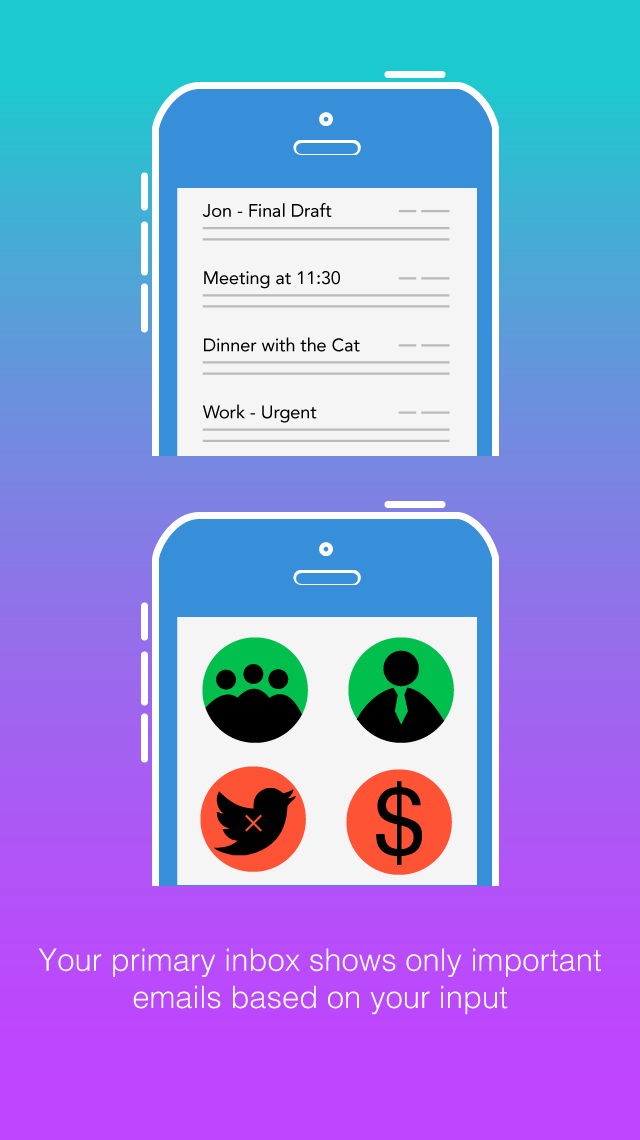 Jon - Final Draft
Meeting at 11:30
Dinner with the Cat
Work - Urgent
$
Your primary inbox shows only important
emails based on your input